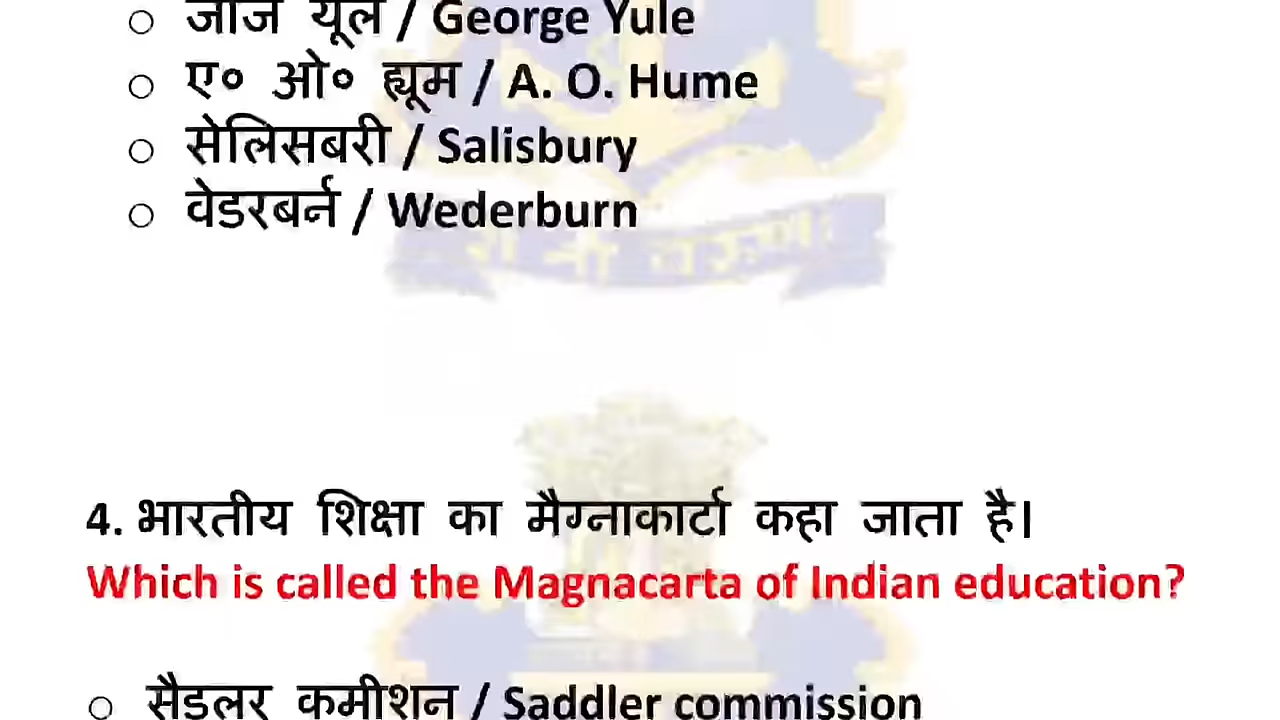 ○ जॉर्ज यूल / George Yule
○ ए० ओ० ह्यूम / A. O. Hume
○ सेलिसबरी / Salisbury
○ वेडरबर्न / Wederburn
शं नो वरुणः
4. भारतीय शिक्षा का मैग्नाकार्टा कहा जाता है।
Which is called the Magnacarta of Indian education?
○ सैडलर कमीशन / Saddler commission